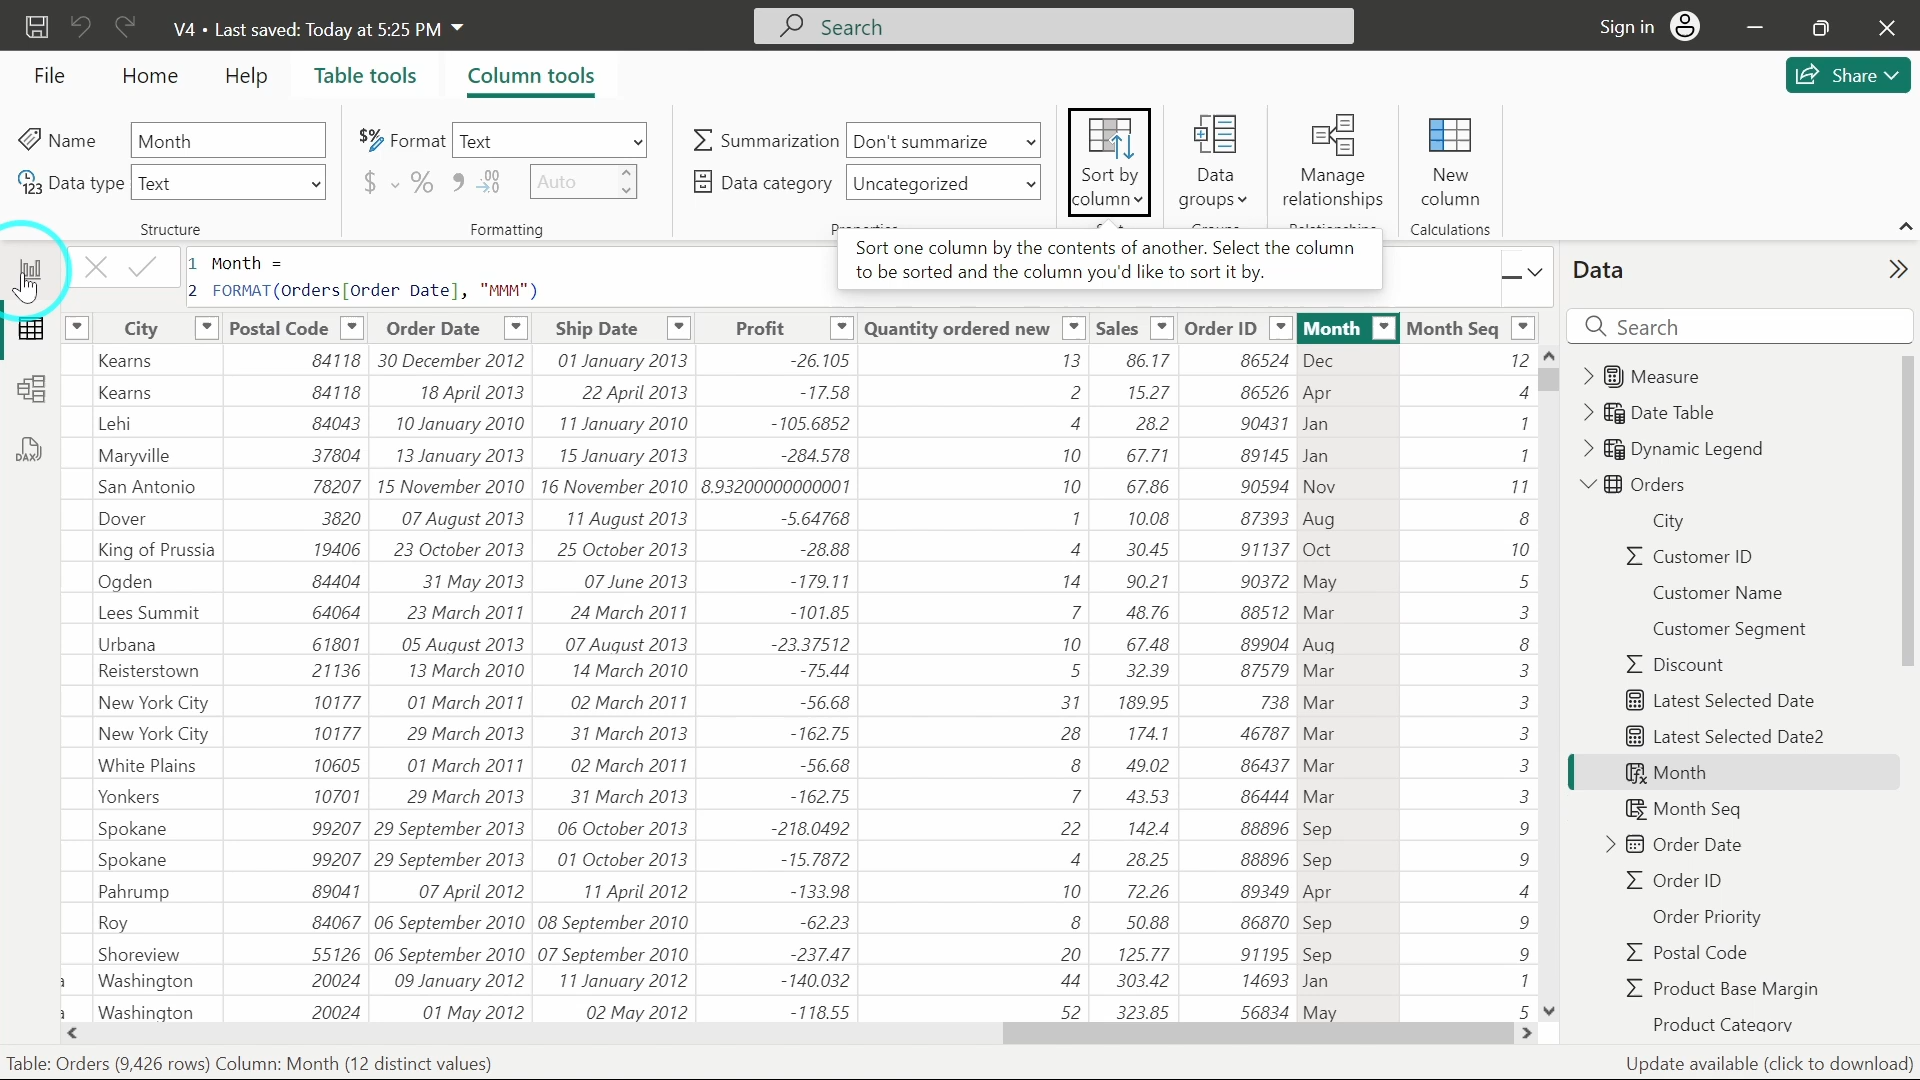 V4 • Last saved: Today at 5:25 PM
Search
Sign in
File Home Help Table tools Column tools
Share
Name Month
Data type Text
Structure
$% Format Text
$ % Auto
Formatting
Summarization Don't summarize
Data category Uncategorized
Sort by column
Data groups
Groups
Manage relationships
Relationships
New column
Calculations
Sort one column by the contents of another. Select the column
to be sorted and the column you'd like to sort it by.
1 Month =
2 FORMAT(Orders[Order Date], "MMM")
City Postal Code Order Date Ship Date Profit Quantity ordered new Sales Order ID Month Month Seq
Kearns 84118 30 December 2012 01 January 2013 -26.105 13 86.17 86524 Dec 12
Kearns 84118 18 April 2013 22 April 2013 -17.58 2 15.27 86526 Apr 4
Lehi 84043 10 January 2010 11 January 2010 -105.6852 4 28.2 90431 Jan 1
Maryville 37804 13 January 2013 15 January 2013 -284.578 10 67.71 89145 Jan 1
San Antonio 78207 15 November 2010 16 November 2010 8.93200000000001 10 67.86 90594 Nov 11
Dover 3820 07 August 2013 11 August 2013 -5.64768 1 10.08 87393 Aug 8
King of Prussia 19406 23 October 2013 25 October 2013 -28.88 4 30.45 91137 Oct 10
Ogden 84404 31 May 2013 07 June 2013 -179.11 14 90.21 90372 May 5
Lees Summit 64064 23 March 2011 24 March 2011 -101.85 7 48.76 88512 Mar 3
Urbana 61801 05 August 2013 07 August 2013 -23.37512 10 67.48 89904 Aug 8
Reisterstown 21136 13 March 2010 14 March 2010 -75.44 5 32.39 87579 Mar 3
New York City 10177 01 March 2011 02 March 2011 -56.68 31 189.95 738 Mar 3
New York City 10177 29 March 2013 31 March 2013 -162.75 28 174.1 46787 Mar 3
White Plains 10605 01 March 2011 02 March 2011 -56.68 8 49.02 86437 Mar 3
Yonkers 10701 29 March 2013 31 March 2013 -162.75 7 43.53 86444 Mar 3
Spokane 99207 29 September 2013 06 October 2013 -218.0492 22 142.4 88896 Sep 9
Spokane 99207 29 September 2013 01 October 2013 -15.7872 4 28.25 88896 Sep 9
Pahrump 89041 07 April 2012 11 April 2012 -133.98 10 72.26 89349 Apr 4
Roy 84067 06 September 2010 08 September 2010 -62.23 8 50.88 86870 Sep 9
Shoreview 55126 06 September 2010 07 September 2010 -237.47 20 125.77 91195 Sep 9
Washington 20024 09 January 2012 11 January 2012 -140.032 44 303.42 14693 Jan 1
Washington 20024 01 May 2012 02 May 2012 -118.55 52 323.85 56834 May 5
DAX
Data
Search
Measure
Date Table
Dynamic Legend
Orders
City
Customer ID
Customer Name
Customer Segment
Discount
Latest Selected Date
Latest Selected Date2
Month
Month Seq
Order Date
Order ID
Order Priority
Postal Code
Product Base Margin
Product Category
Table: Orders (9,426 rows) Column: Month (12 distinct values)
Update available (click to download)